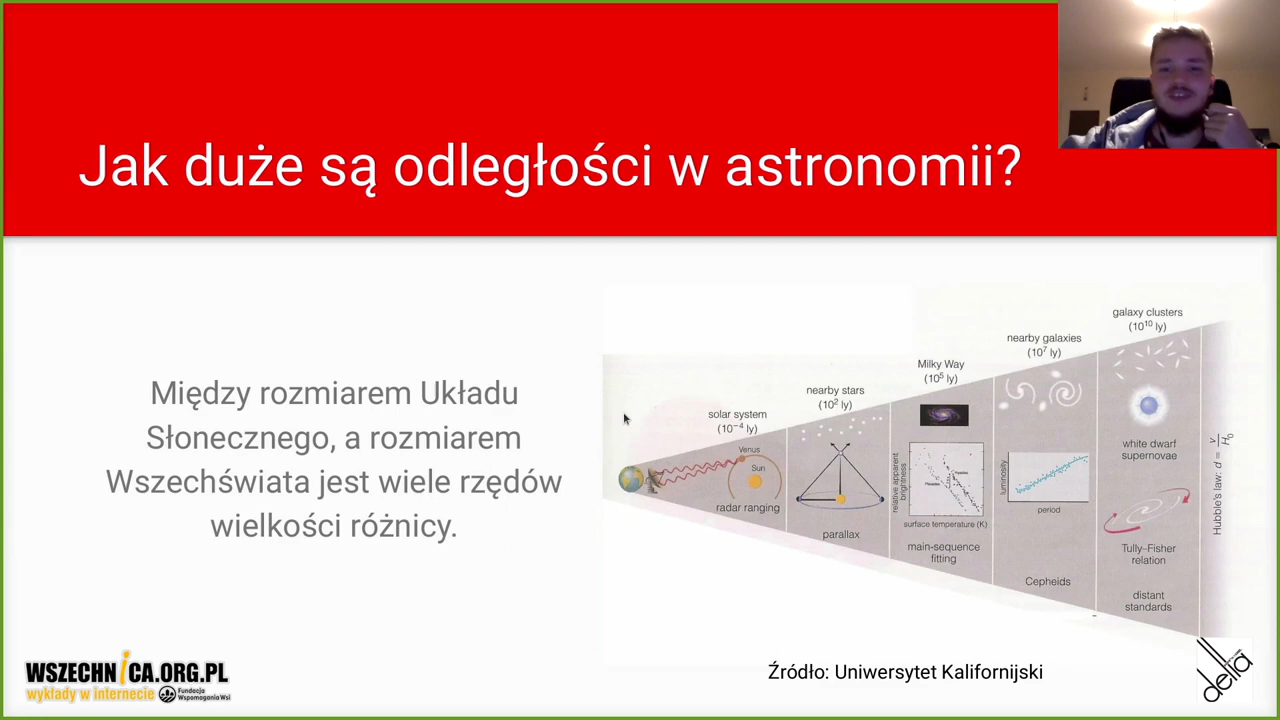 Jak duże są odległości w astronomii?
Między rozmiarem Układu
Słonecznego, a rozmiarem
Wszechświata jest wiele rzędów
wielkości różnicy.
solar system
(10⁻⁴ ly)
Venus
Sun
radar ranging
nearby stars
(10² ly)
parallax
Milky Way
(10⁵ ly)
relative apparent
brightness
surface temperature (K)
main-sequence
fitting
nearby galaxies
(10⁷ ly)
luminosity
period
Cepheids
galaxy clusters
(10¹⁰ ly)
white dwarf
supernovae
Tully–Fisher
relation
distant
standards
Hubble's law: d = v/H₀
Źródło: Uniwersytet Kalifornijski
WSZECHNICA.ORG.PL
wykłady w internecie
Fundacja
Wspomagania Wsi
delta